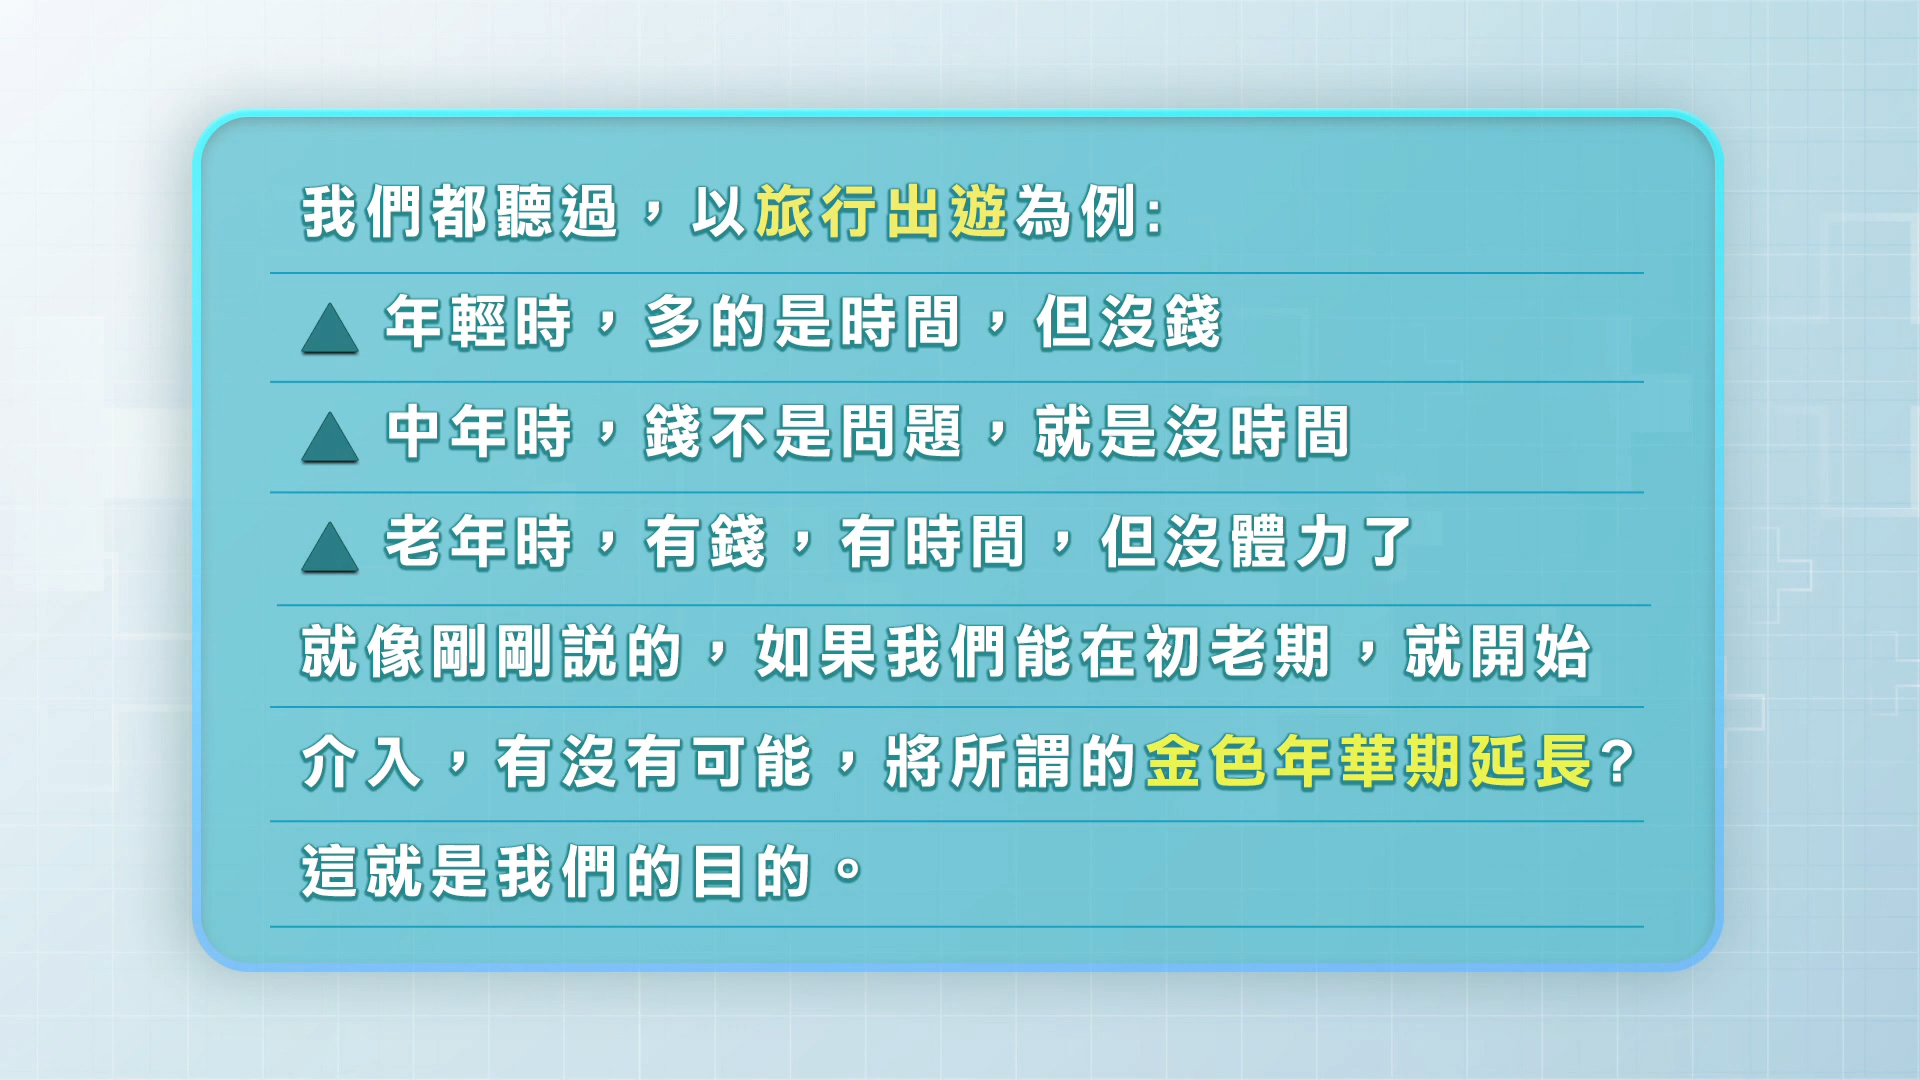 我們都聽過，以旅行出遊為例:
▲ 年輕時，多的是時間，但沒錢
▲ 中年時，錢不是問題，就是沒時間
▲ 老年時，有錢，有時間，但沒體力了
就像剛剛説的，如果我們能在初老期，就開始
介入，有沒有可能，將所謂的金色年華期延長?
這就是我們的目的。